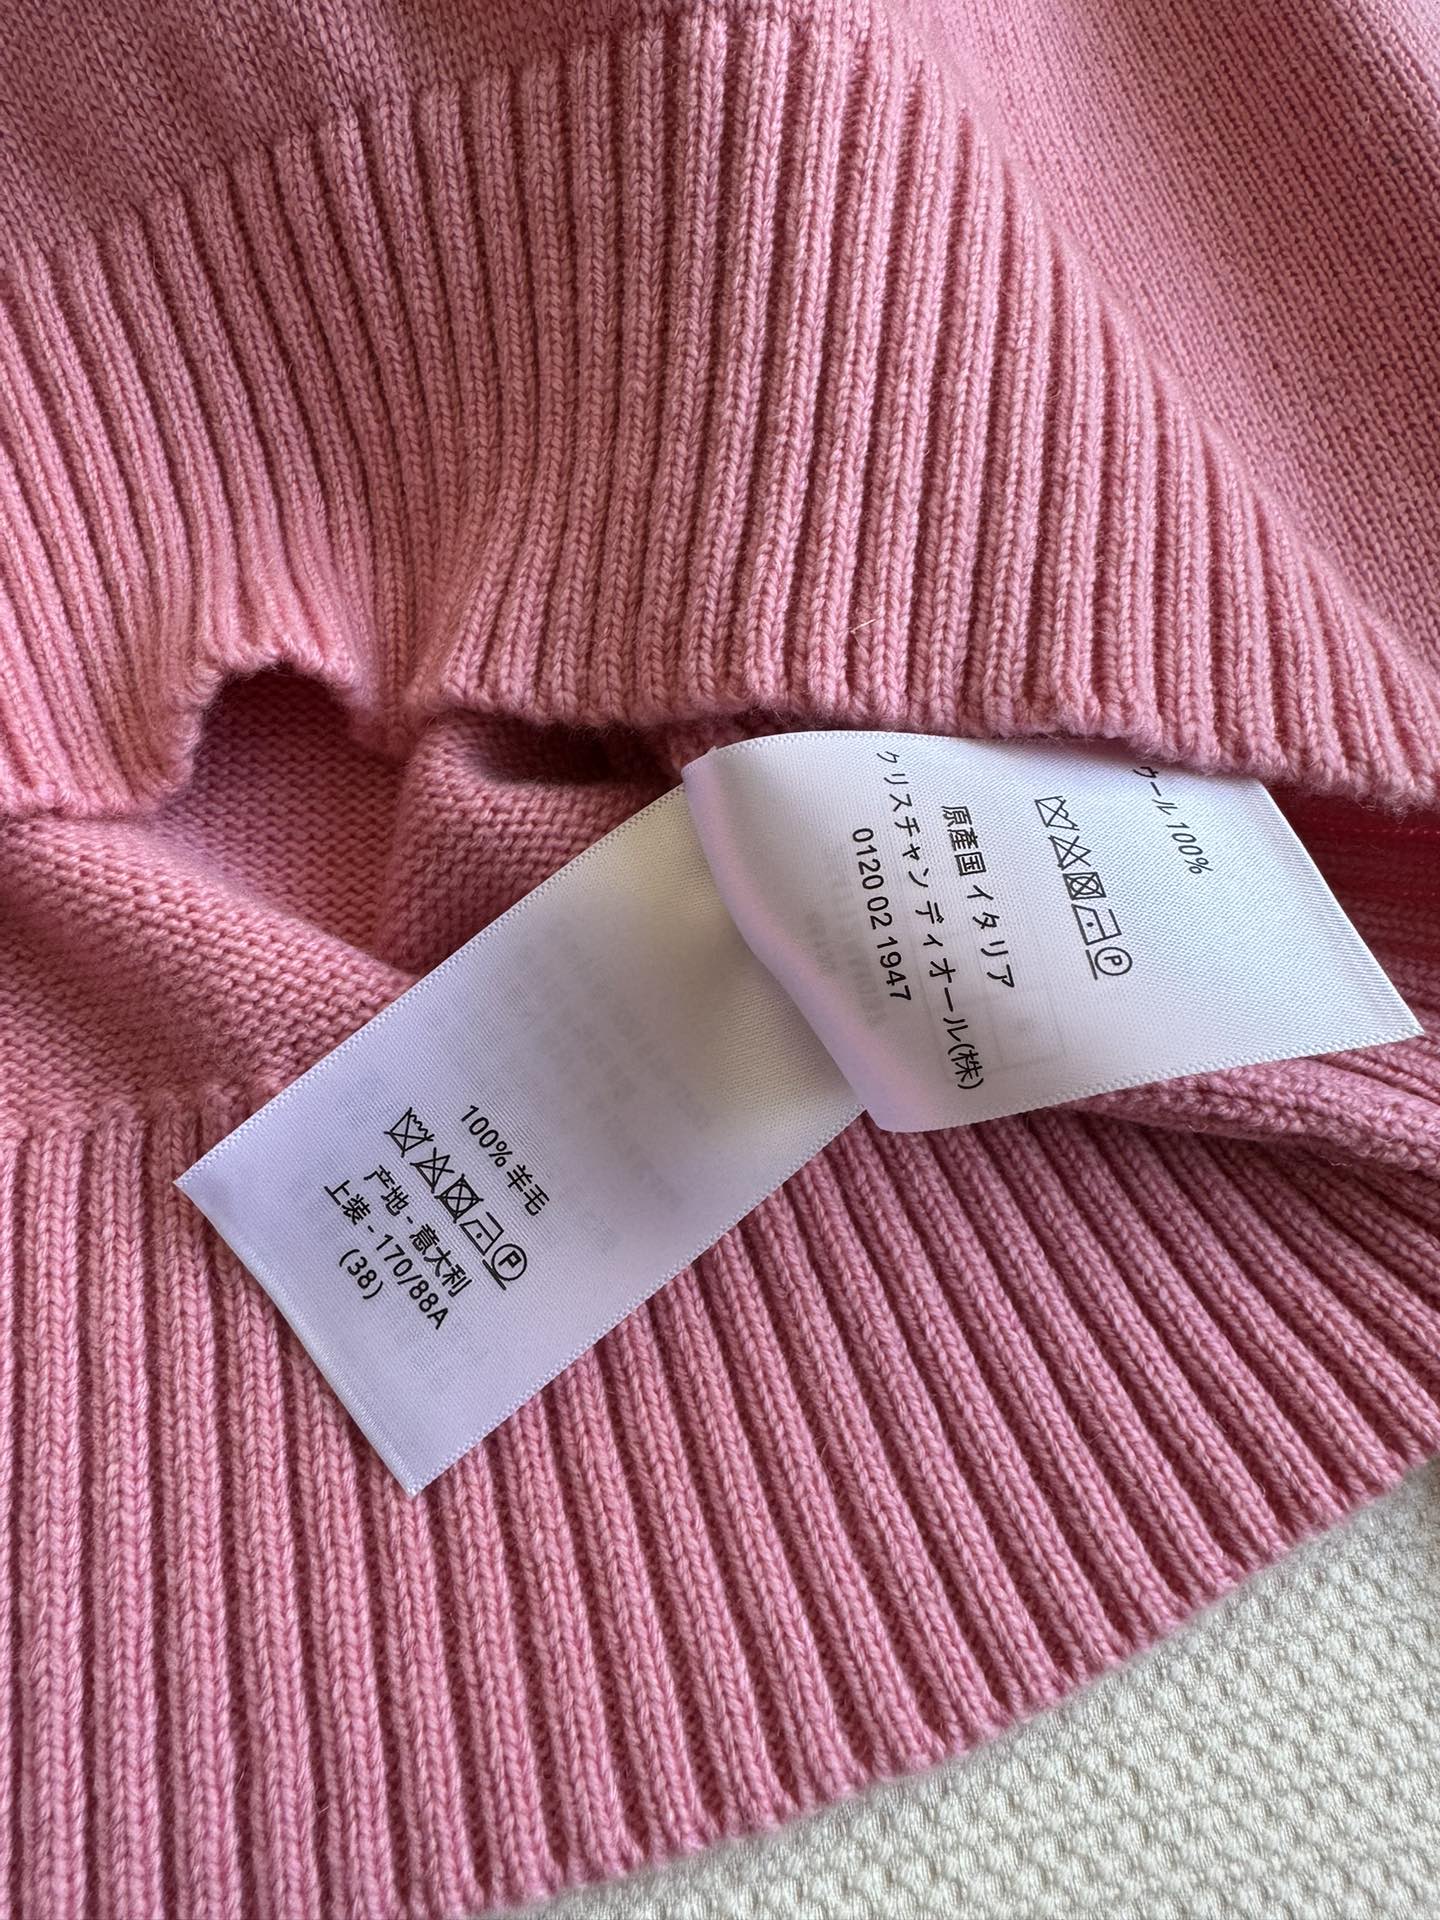 ウール 100%
原産国 イタリア
クリスチャン ディオール(株)
0120 02 1947
100% 羊毛
产地 - 意大利
上装 - 170/88A
(38)